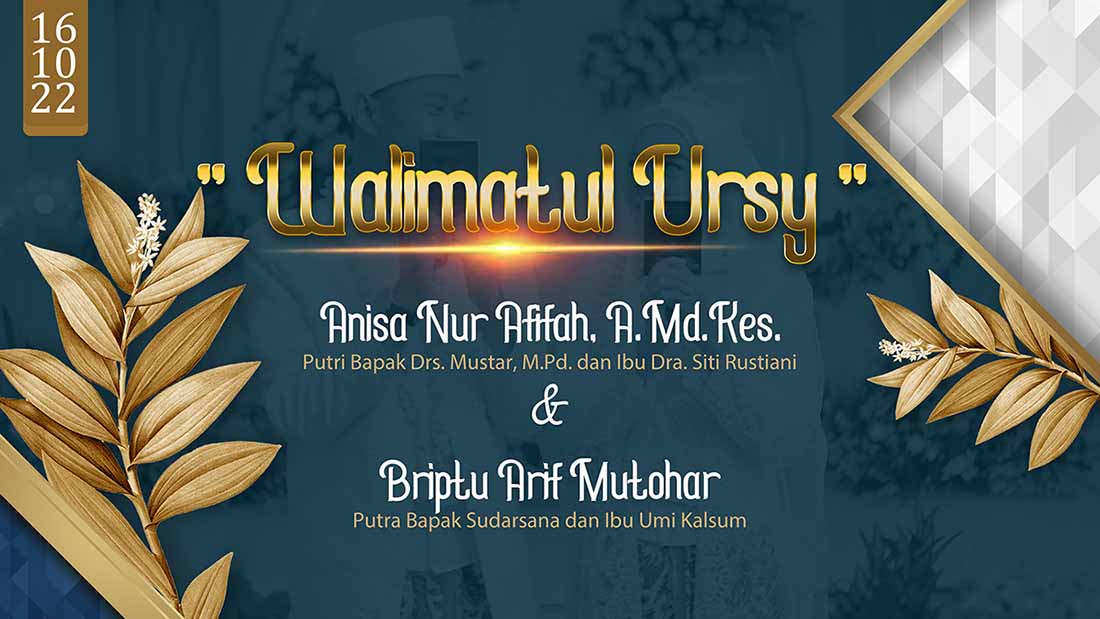 16
10
22
" Walimatul Ursy "
Anisa Nur Afifah, A.Md.Kes.
Putri Bapak Drs. Mustar, M.Pd. dan Ibu Dra. Siti Rustiani
&
Briptu Arif Mutohar
Putra Bapak Sudarsana dan Ibu Umi Kalsum